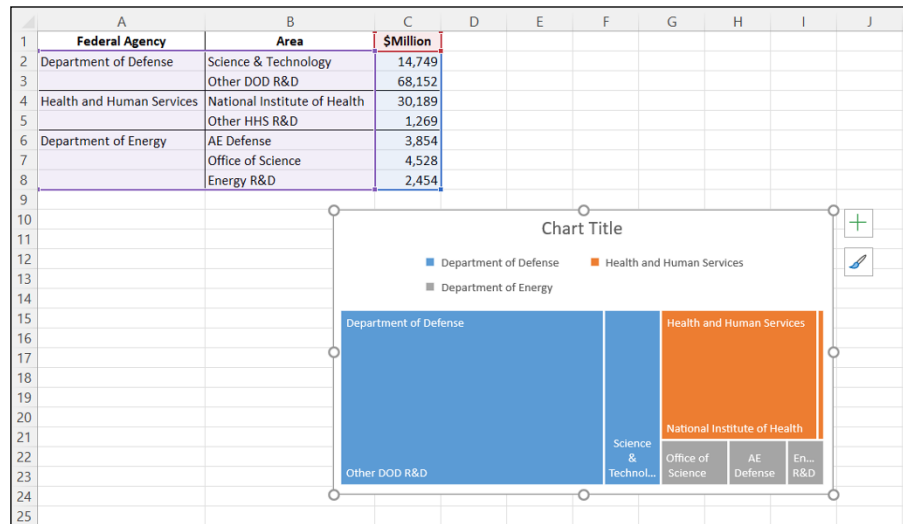 A B C D E F G H I J
1 Federal Agency Area $Million
2 Department of Defense Science & Technology 14,749
3 Other DOD R&D 68,152
4 Health and Human Services National Institute of Health 30,189
5 Other HHS R&D 1,269
6 Department of Energy AE Defense 3,854
7 Office of Science 4,528
8 Energy R&D 2,454
9
10
11
12
13
14
15
16
17
18
19
20
21
22
23
24
25
Chart Title
Department of Defense Health and Human Services
Department of Energy
Department of Defense
Other DOD R&D
Science
&
Technol...
Health and Human Services
National Institute of Health
Office of
Science
AE
Defense
En...
R&D